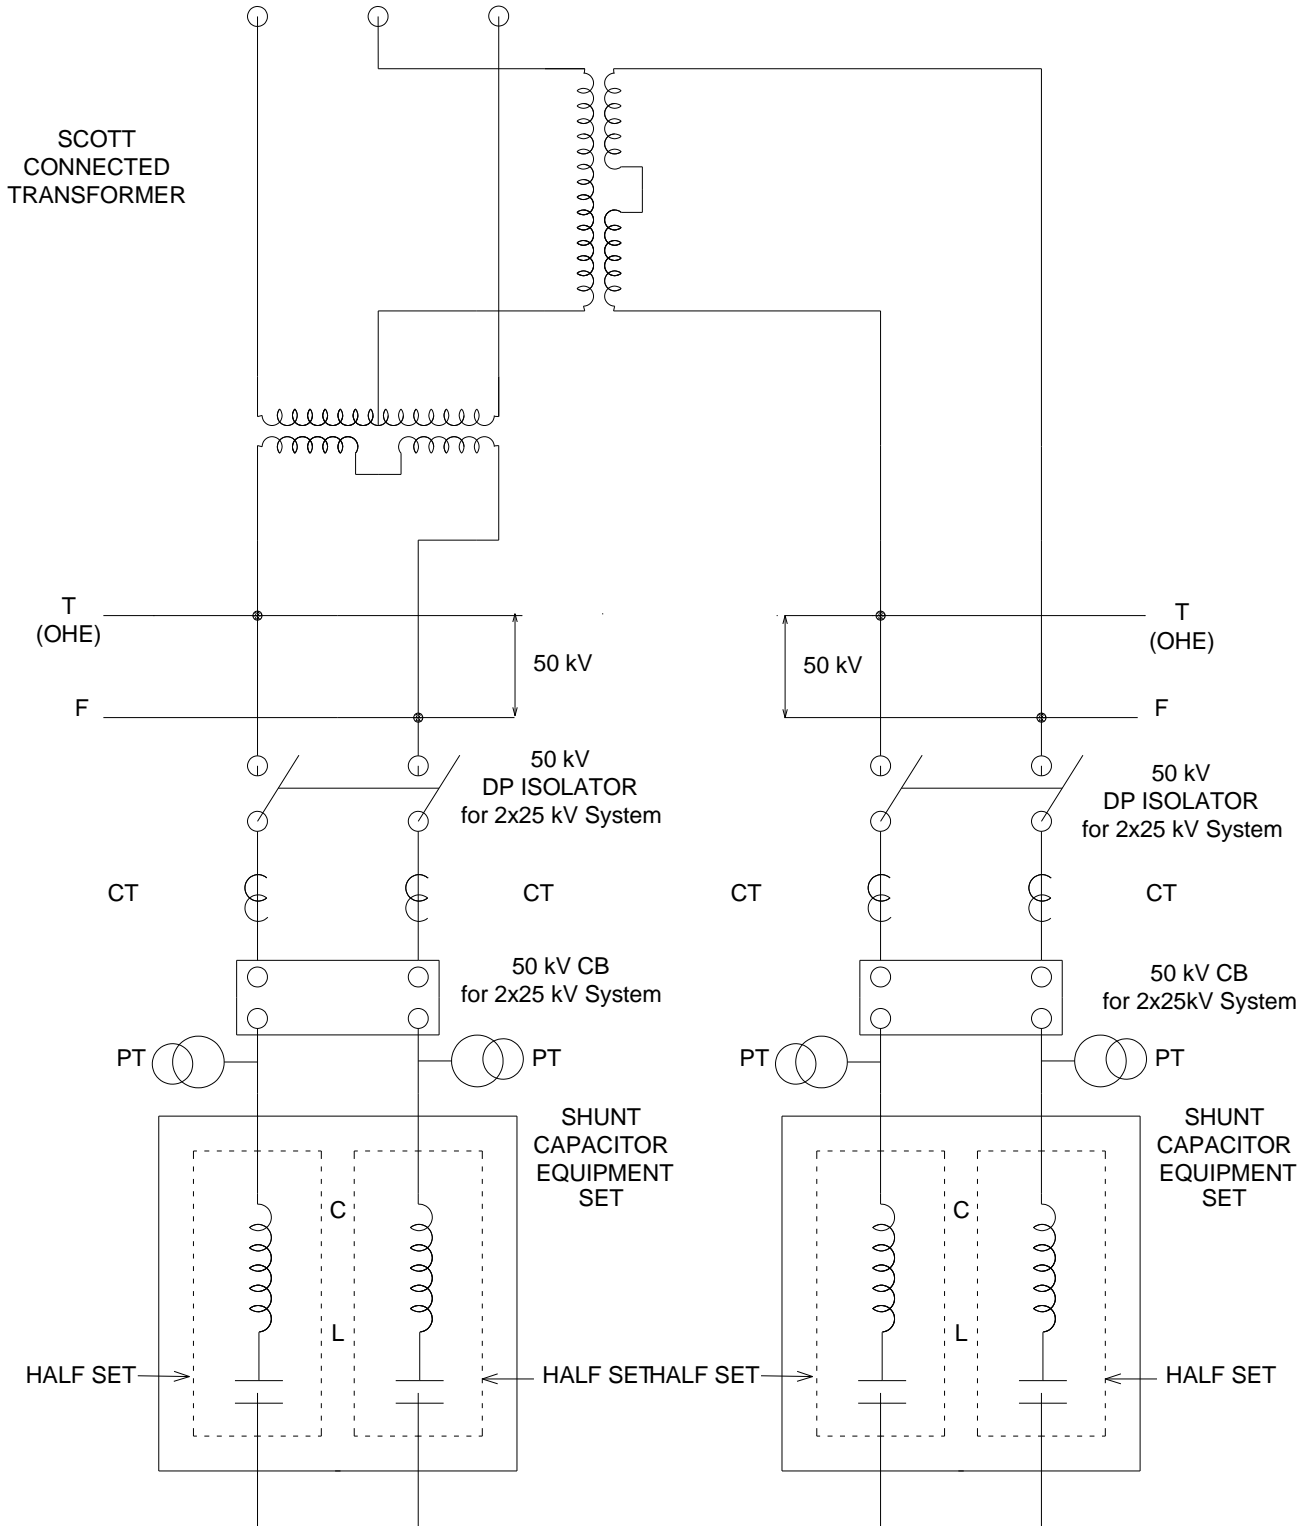 SCOTT
CONNECTED
TRANSFORMER
T
(OHE)
50 kV
F
50 kV
T
(OHE)
F
50 kV
DP ISOLATOR
for 2x25 kV System
50 kV
DP ISOLATOR
for 2x25 kV System
CT
CT
CT
CT
50 kV CB
for 2x25 kV System
50 kV CB
for 2x25kV System
PT
PT
PT
PT
SHUNT
CAPACITOR
EQUIPMENT
SET
SHUNT
CAPACITOR
EQUIPMENT
SET
C
L
C
L
HALF SET
HALF SET
HALF SET
HALF SET